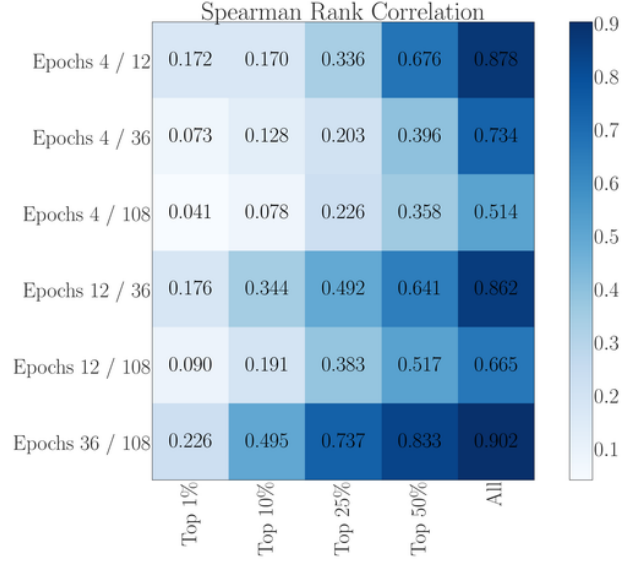 Spearman Rank Correlation
Epochs 4 / 12 0.172 0.170 0.336 0.676 0.878
Epochs 4 / 36 0.073 0.128 0.203 0.396 0.734
Epochs 4 / 108 0.041 0.078 0.226 0.358 0.514
Epochs 12 / 36 0.176 0.344 0.492 0.641 0.862
Epochs 12 / 108 0.090 0.191 0.383 0.517 0.665
Epochs 36 / 108 0.226 0.495 0.737 0.833 0.902
Top 1% Top 10% Top 25% Top 50% All
0.9
0.8
0.7
0.6
0.5
0.4
0.3
0.2
0.1